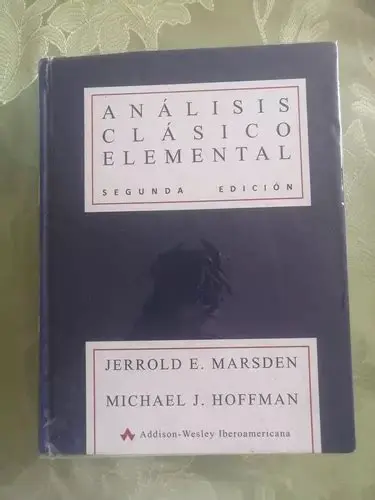 ANÁLISIS
CLÁSICO
ELEMENTAL
SEGUNDA EDICIÓN
JERROLD E. MARSDEN
MICHAEL J. HOFFMAN
Addison-Wesley Iberoamericana